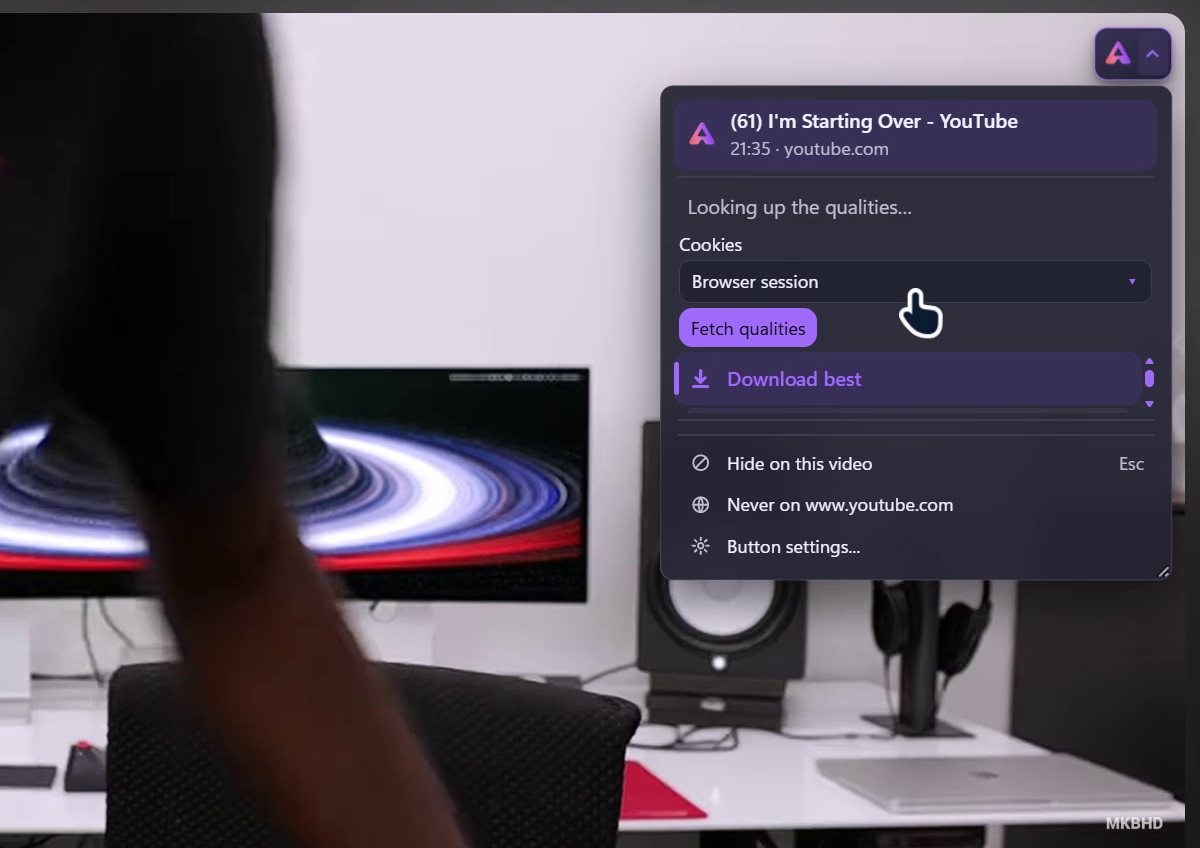 (61) I'm Starting Over - YouTube
21:35 · youtube.com
Looking up the qualities...
Cookies
Browser session
Fetch qualities
Download best
Hide on this video
Esc
Never on www.youtube.com
Button settings...
MKBHD